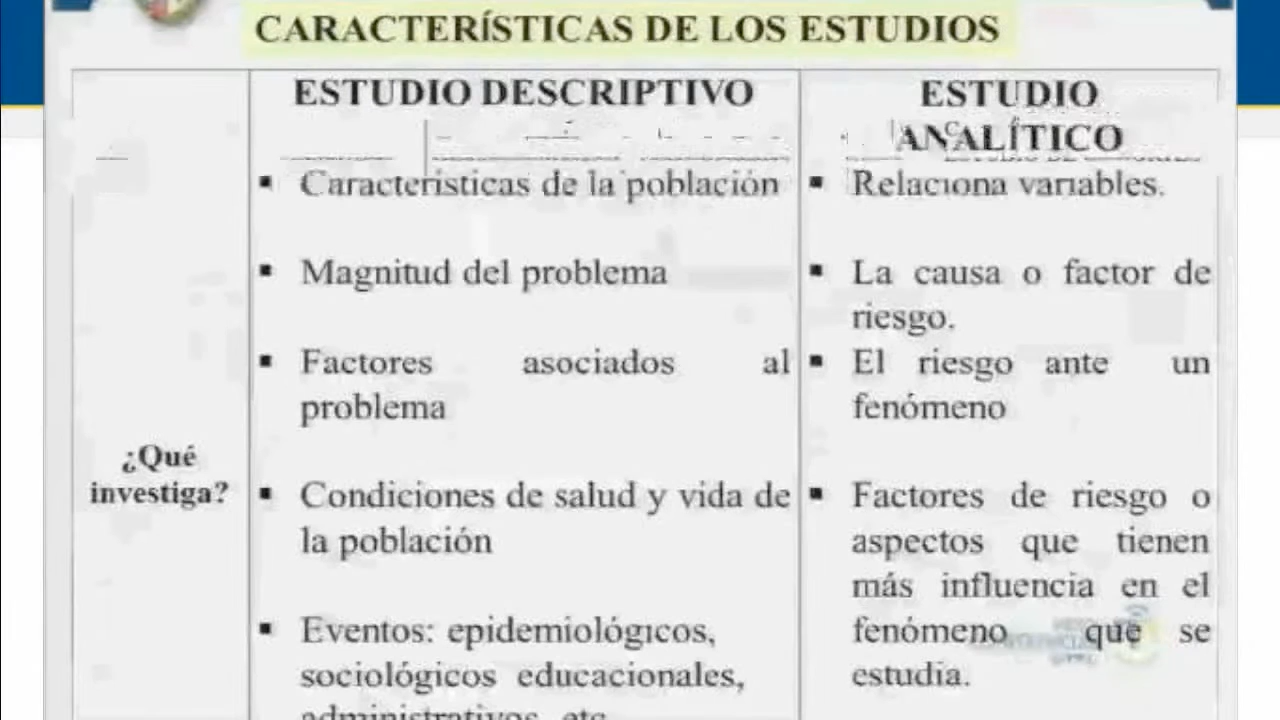 CARACTERÍSTICAS DE LOS ESTUDIOS
ESTUDIO DESCRIPTIVO
ESTUDIO
ANALÍTICO
¿Qué
investiga?
▪ Características de la población
▪ Magnitud del problema
▪ Factores asociados al
problema
▪ Condiciones de salud y vida de
la población
▪ Eventos: epidemiológicos,
sociológicos educacionales,
administrativos, etc
▪ Relaciona variables.
▪ La causa o factor de
riesgo.
▪ El riesgo ante un
fenómeno
▪ Factores de riesgo o
aspectos que tienen
más influencia en el
fenómeno que se
estudia.